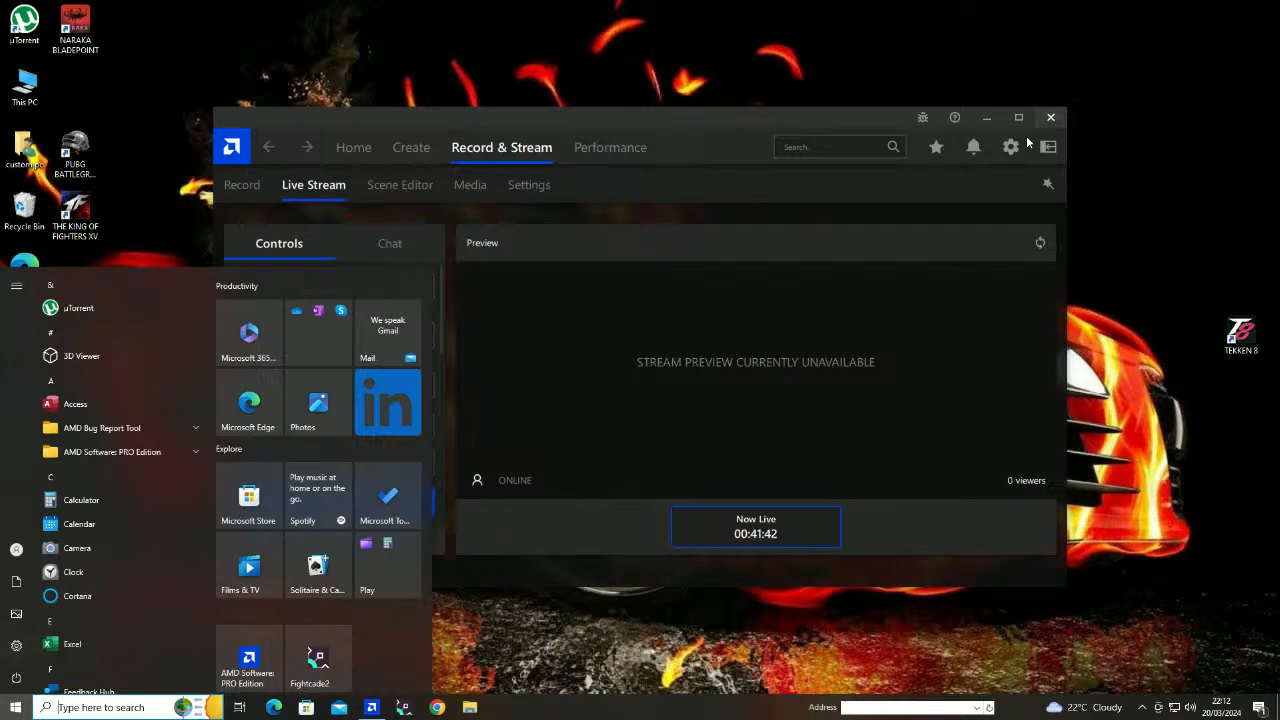 µTorrent
NARAKA
BLADEPOINT
This PC
custom pc
PUBG
BATTLEGR...
Recycle Bin
THE KING OF
FIGHTERS XV
TEKKEN 8
Home
Create
Record & Stream
Performance
Search
Record
Live Stream
Scene Editor
Media
Settings
Controls
Chat
Preview
STREAM PREVIEW CURRENTLY UNAVAILABLE
ONLINE
0 viewers
Now Live
00:41:42
&
µTorrent
#
3D Viewer
A
Access
AMD Bug Report Tool
AMD Software: PRO Edition
C
Calculator
Calendar
Camera
Clock
Cortana
E
Excel
F
Feedback Hub
Productivity
Microsoft 365...
We speak
Gmail
Mail
Microsoft Edge
Photos
in
Explore
Microsoft Store
Play music at
home or on the
go.
Spotify
Microsoft To...
Films & TV
Solitaire & Ca...
Play
AMD Software:
PRO Edition
Fightcade2
Type here to search
Address
22°C Cloudy
22:12
20/03/2024